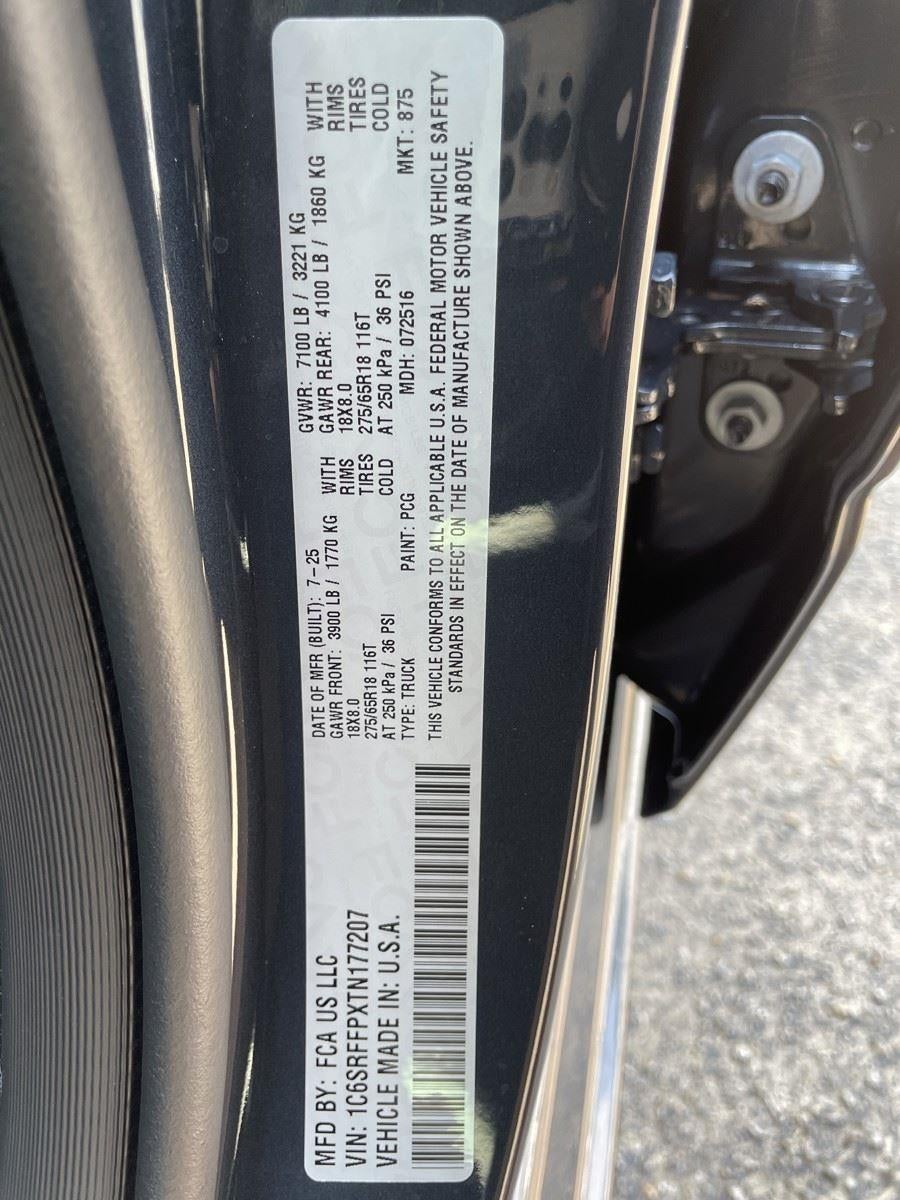 MFD BY: FCA US LLC
VIN: 1C6SRFFPXTN177207
VEHICLE MADE IN: U.S.A.
DATE OF MFR (BUILT): 7-25
GAWR FRONT: 3900 LB / 1770 KG WITH
18X8.0 RIMS
275/65R18 116T TIRES
AT 250 kPa / 36 PSI COLD
GVWR: 7100 LB / 3221 KG
GAWR REAR: 4100 LB / 1860 KG WITH
18X8.0 RIMS
275/65R18 116T TIRES
AT 250 kPa / 36 PSI COLD
TYPE: TRUCK PAINT: PCG MDH: 072516 MKT: 875
THIS VEHICLE CONFORMS TO ALL APPLICABLE U.S.A. FEDERAL MOTOR VEHICLE SAFETY
STANDARDS IN EFFECT ON THE DATE OF MANUFACTURE SHOWN ABOVE.